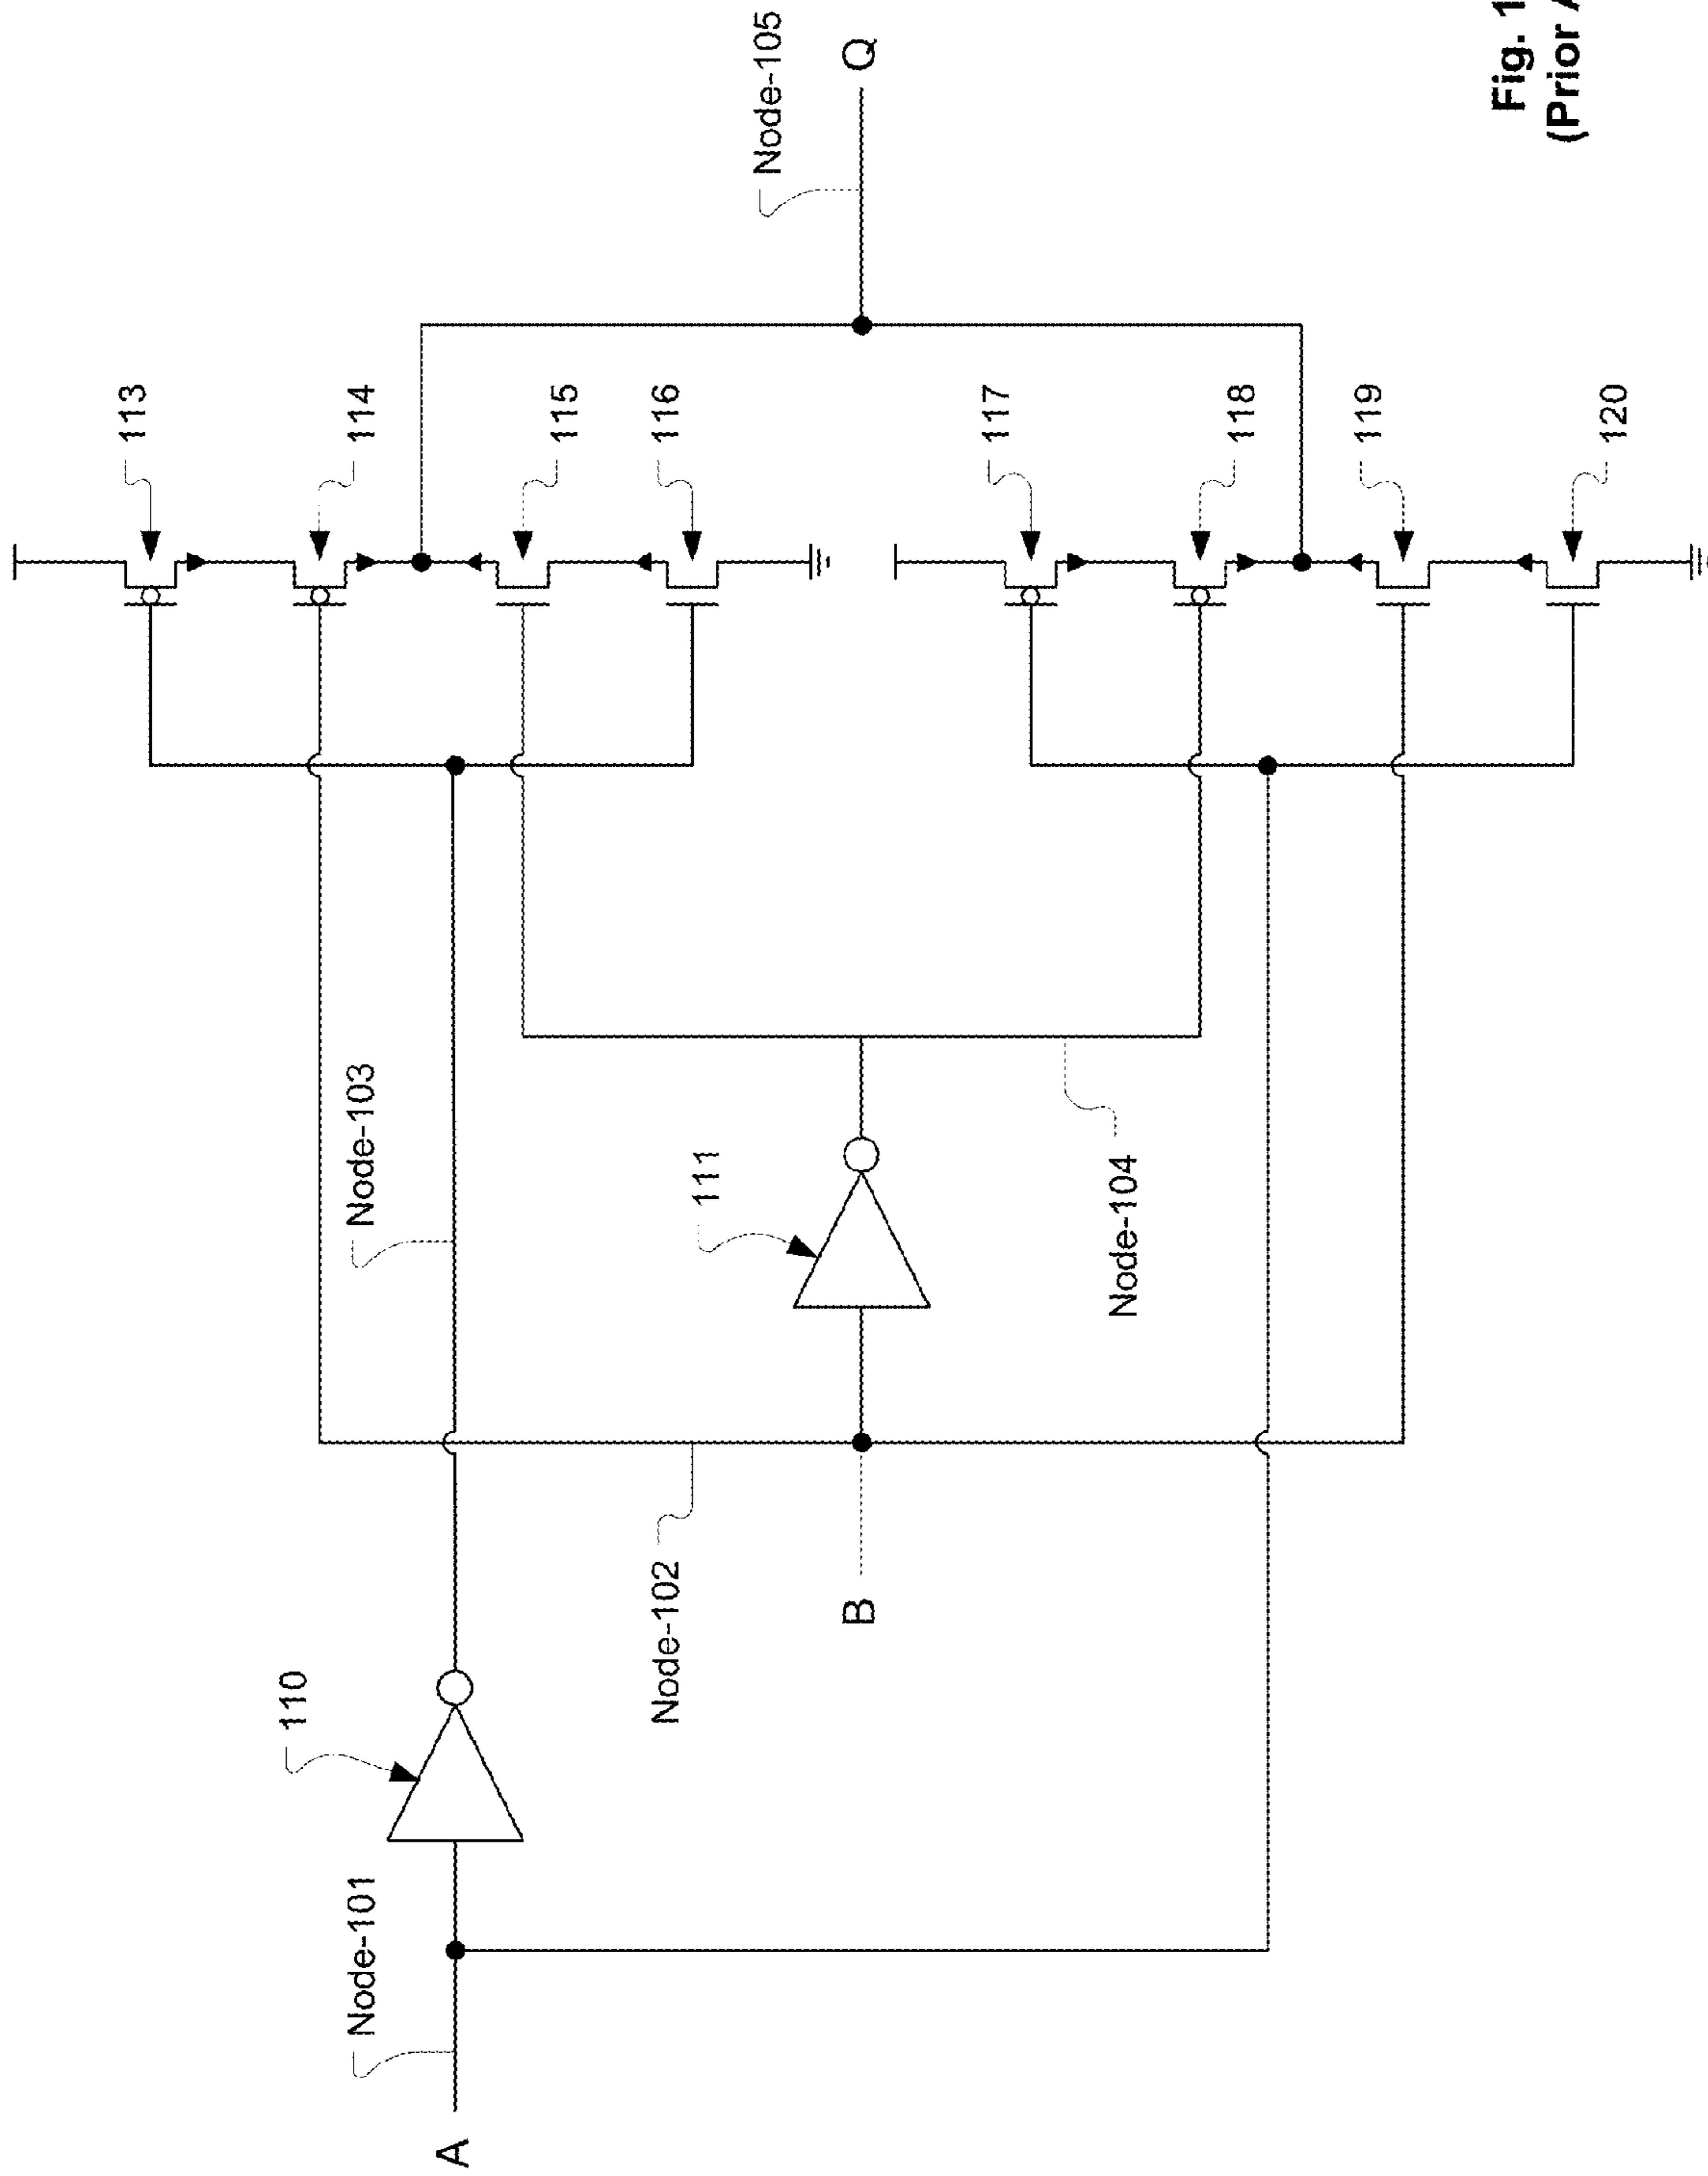 A
Node-101
110
Node-102
B
Node-103
111
Node-104
113
114
115
116
117
118
119
120
Node-105
Q
Fig. 1
(Prior A